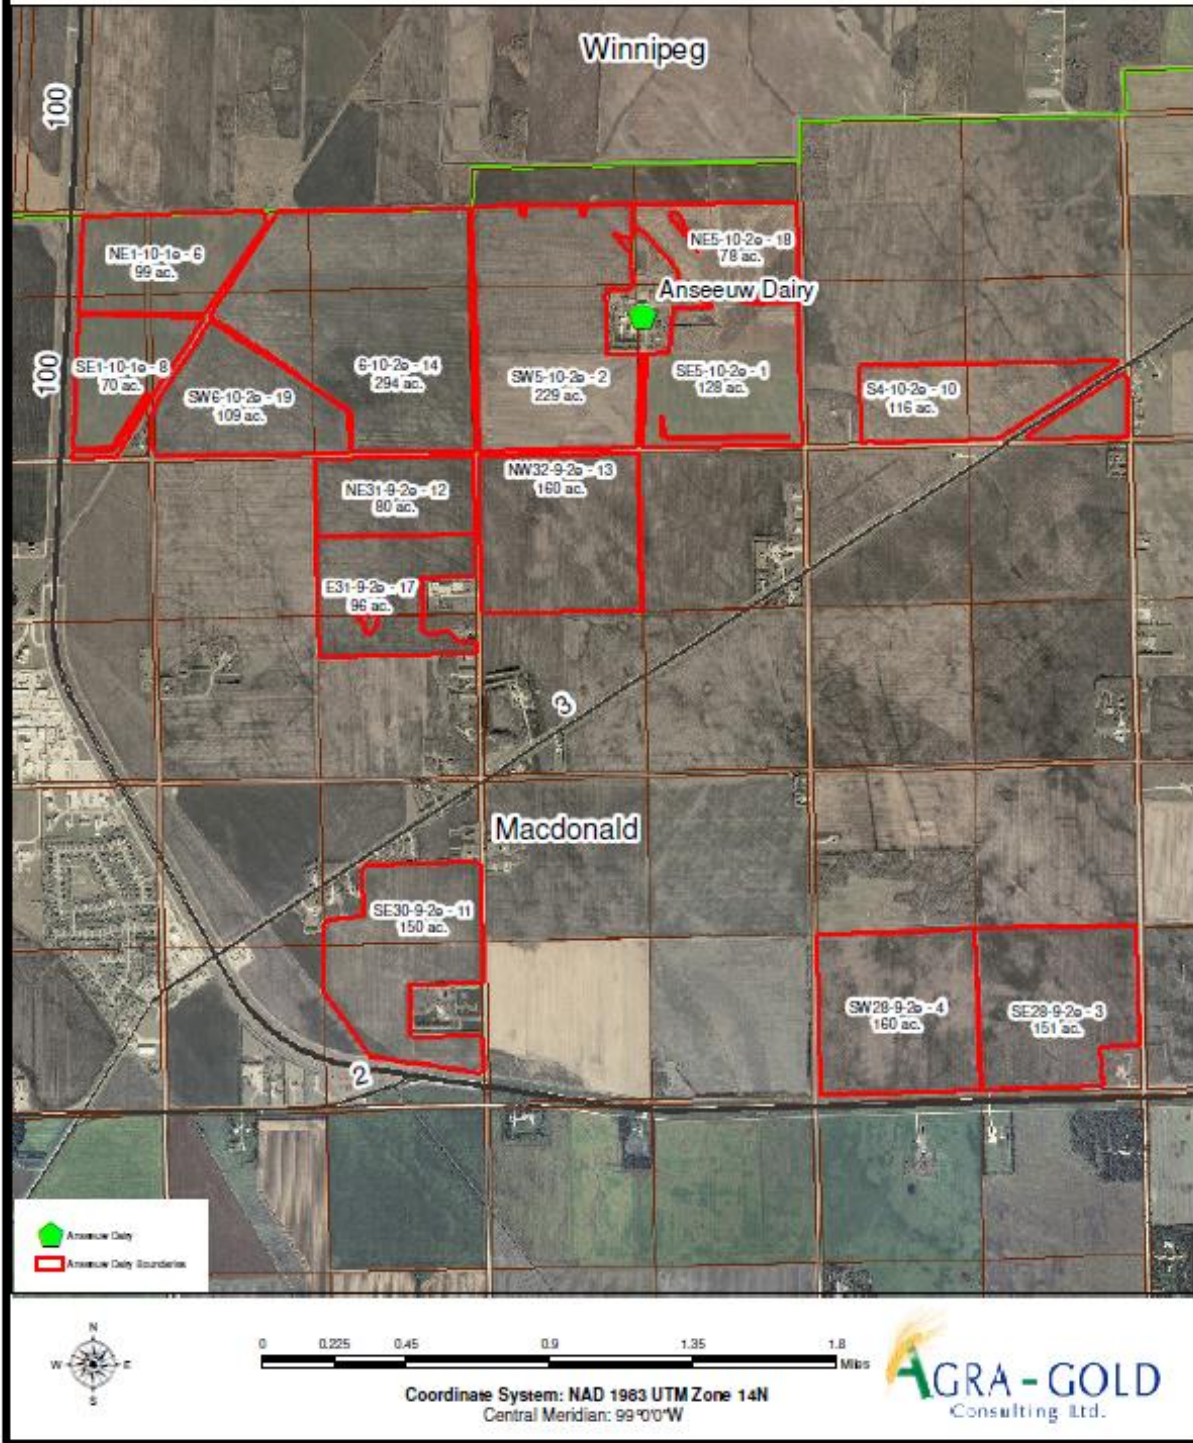 Winnipeg
100
NE1-10-1e - 6
99 ac.
NE5-10-2e - 18
78 ac.
Anseeuw Dairy
100
SE1-10-1e - 8
70 ac.
SW6-10-2e - 19
109 ac.
6-10-2e - 14
294 ac.
SW5-10-2e - 2
229 ac.
SE5-10-2e - 1
128 ac.
S4-10-2e - 10
116 ac.
NE31-9-2e - 12
80 ac.
NW32-9-2e - 13
160 ac.
E31-9-2e - 17
96 ac.
3
Macdonald
SE30-9-2e - 11
150 ac.
SW28-9-2e - 4
160 ac.
SE28-9-2e - 3
151 ac.
2
Anseeuw Dairy
Anseeuw Dairy Boundaries
N
W E
S
0 0.225 0.45 0.9 1.35 1.8
Miles
Coordinate System: NAD 1983 UTM Zone 14N
Central Meridian: 99°0'0"W
AGRA-GOLD
Consulting Ltd.